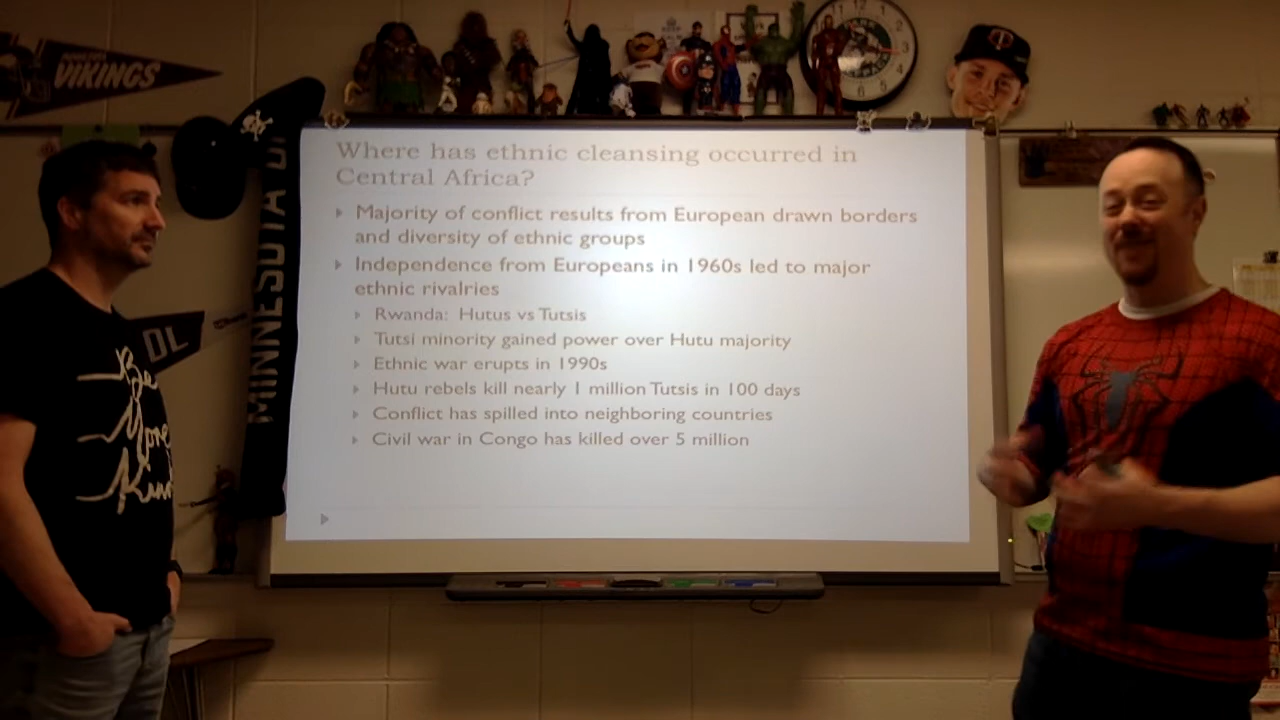 VIKINGS
Where has ethnic cleansing occurred in
Central Africa?
Majority of conflict results from European drawn borders
and diversity of ethnic groups
Independence from Europeans in 1960s led to major
ethnic rivalries
Rwanda: Hutus vs Tutsis
Tutsi minority gained power over Hutu majority
Ethnic war erupts in 1990s
Hutu rebels kill nearly 1 million Tutsis in 100 days
Conflict has spilled into neighboring countries
Civil war in Congo has killed over 5 million
MINNESOTA
DL
Be
More